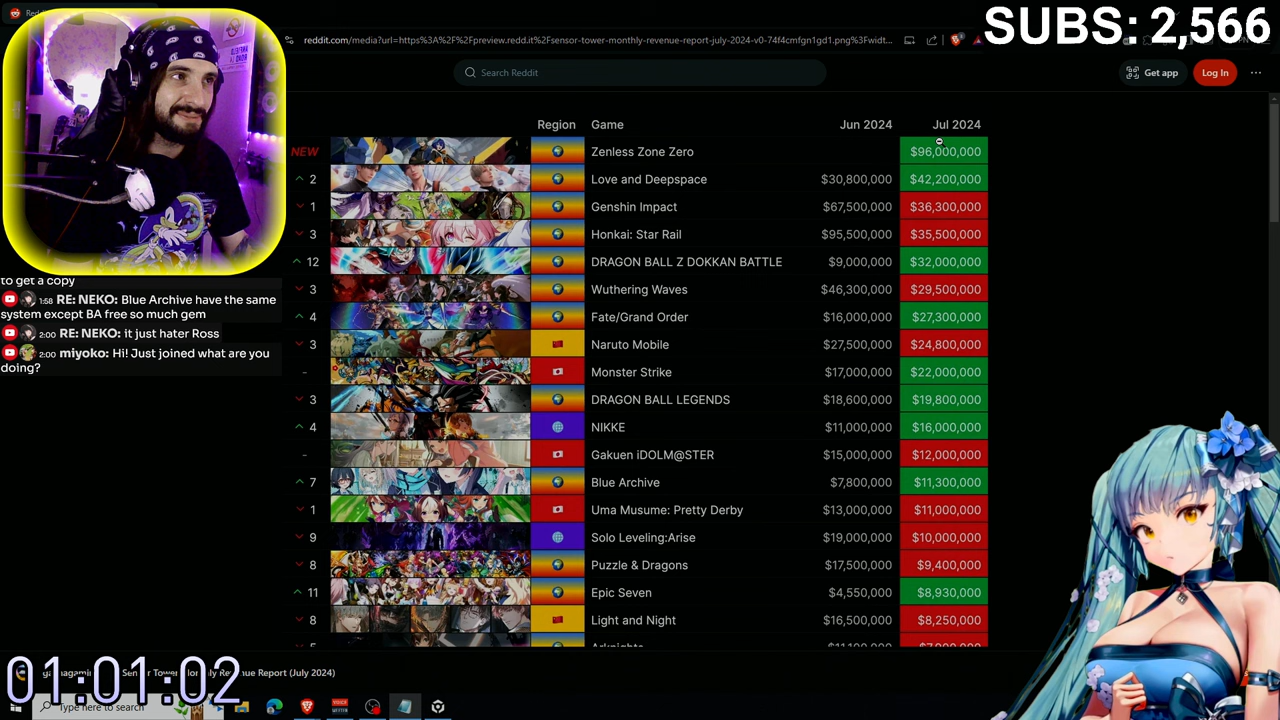 SUBS: 2,566
reddit.com/media?url=https%3A%2F%2Fpreview.redd.it%2Fsensor-tower-monthly-revenue-report-july-2024-v0-74f4cmfgn1gd1.png%3Fwidt...
Search Reddit
Get app
Log In
Region Game Jun 2024 Jul 2024
NEW Zenless Zone Zero $96,000,000
2 Love and Deepspace $30,800,000 $42,200,000
1 Genshin Impact $67,500,000 $36,300,000
3 Honkai: Star Rail $95,500,000 $35,500,000
12 DRAGON BALL Z DOKKAN BATTLE $9,000,000 $32,000,000
3 Wuthering Waves $46,300,000 $29,500,000
4 Fate/Grand Order $16,000,000 $27,300,000
3 Naruto Mobile $27,500,000 $24,800,000
- Monster Strike $17,000,000 $22,000,000
3 DRAGON BALL LEGENDS $18,600,000 $19,800,000
4 NIKKE $11,000,000 $16,000,000
- Gakuen iDOLM@STER $15,000,000 $12,000,000
7 Blue Archive $7,800,000 $11,300,000
1 Uma Musume: Pretty Derby $13,000,000 $11,000,000
9 Solo Leveling:Arise $19,000,000 $10,000,000
8 Puzzle & Dragons $17,500,000 $9,400,000
11 Epic Seven $4,550,000 $8,930,000
8 Light and Night $16,500,000 $8,250,000
to get a copy
1:58 RE: NEKO: Blue Archive have the same
system except BA free so much gem
2:00 RE: NEKO: it just hater Ross
2:00 miyoko: Hi! Just joined what are you
doing?
01:01:02
Revenue Report (July 2024)
Type here to search